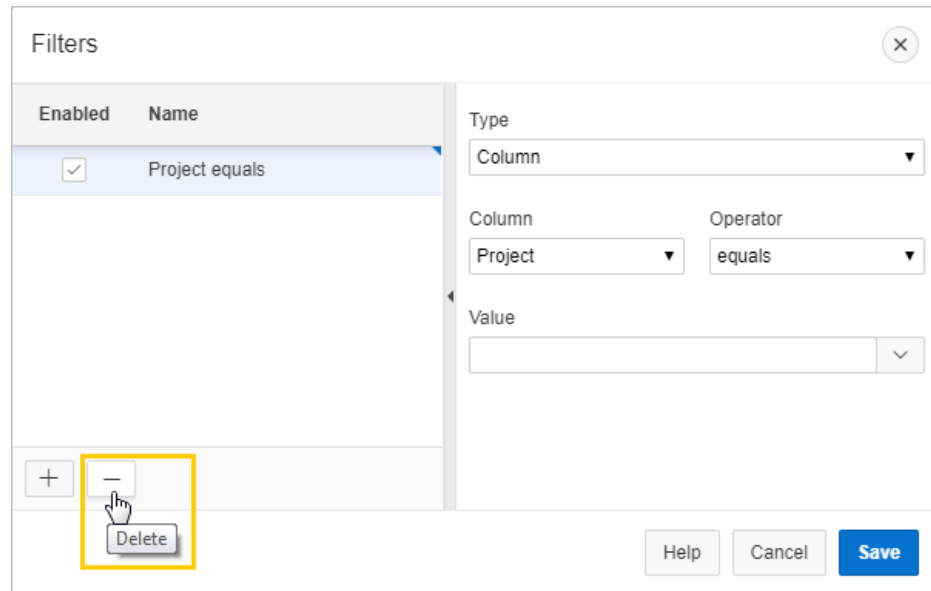 Filters
Enabled Name
Project equals
Type
Column
Column Operator
Project equals
Value
Delete
Help Cancel Save